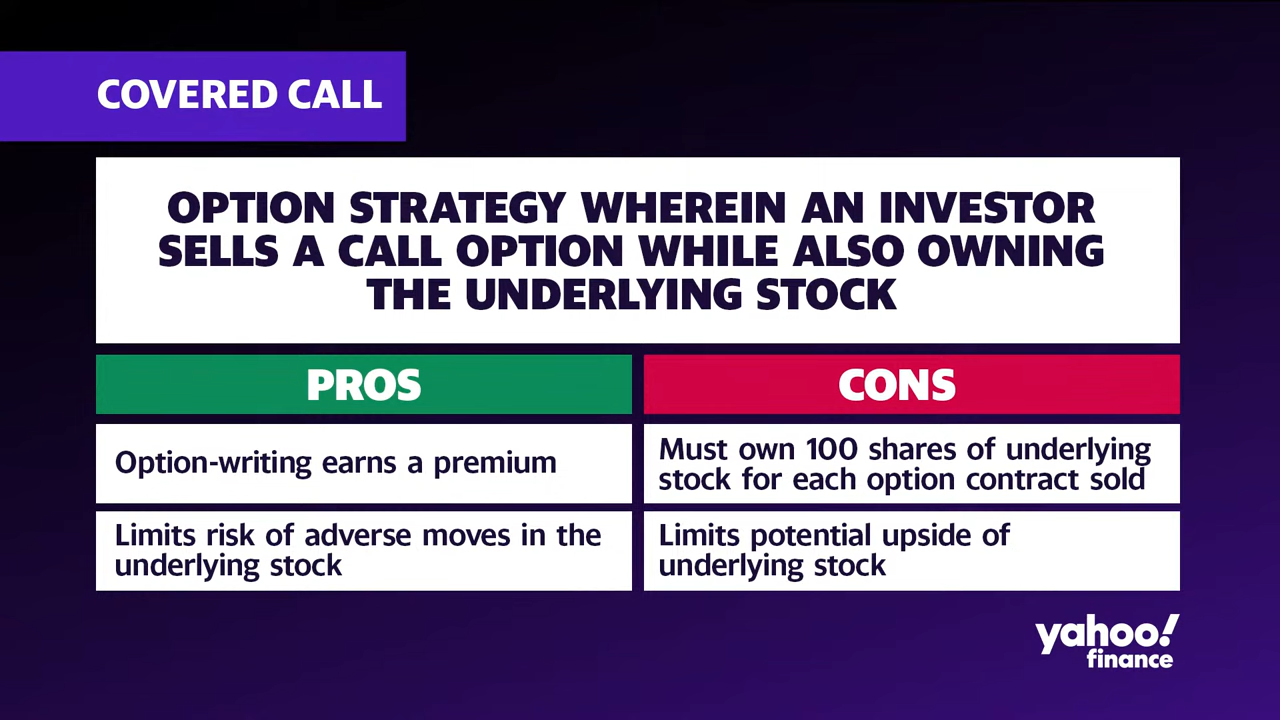 COVERED CALL
OPTION STRATEGY WHEREIN AN INVESTOR
SELLS A CALL OPTION WHILE ALSO OWNING
THE UNDERLYING STOCK
PROS
Option-writing earns a premium
Limits risk of adverse moves in the
underlying stock
CONS
Must own 100 shares of underlying
stock for each option contract sold
Limits potential upside of
underlying stock
yahoo!
finance